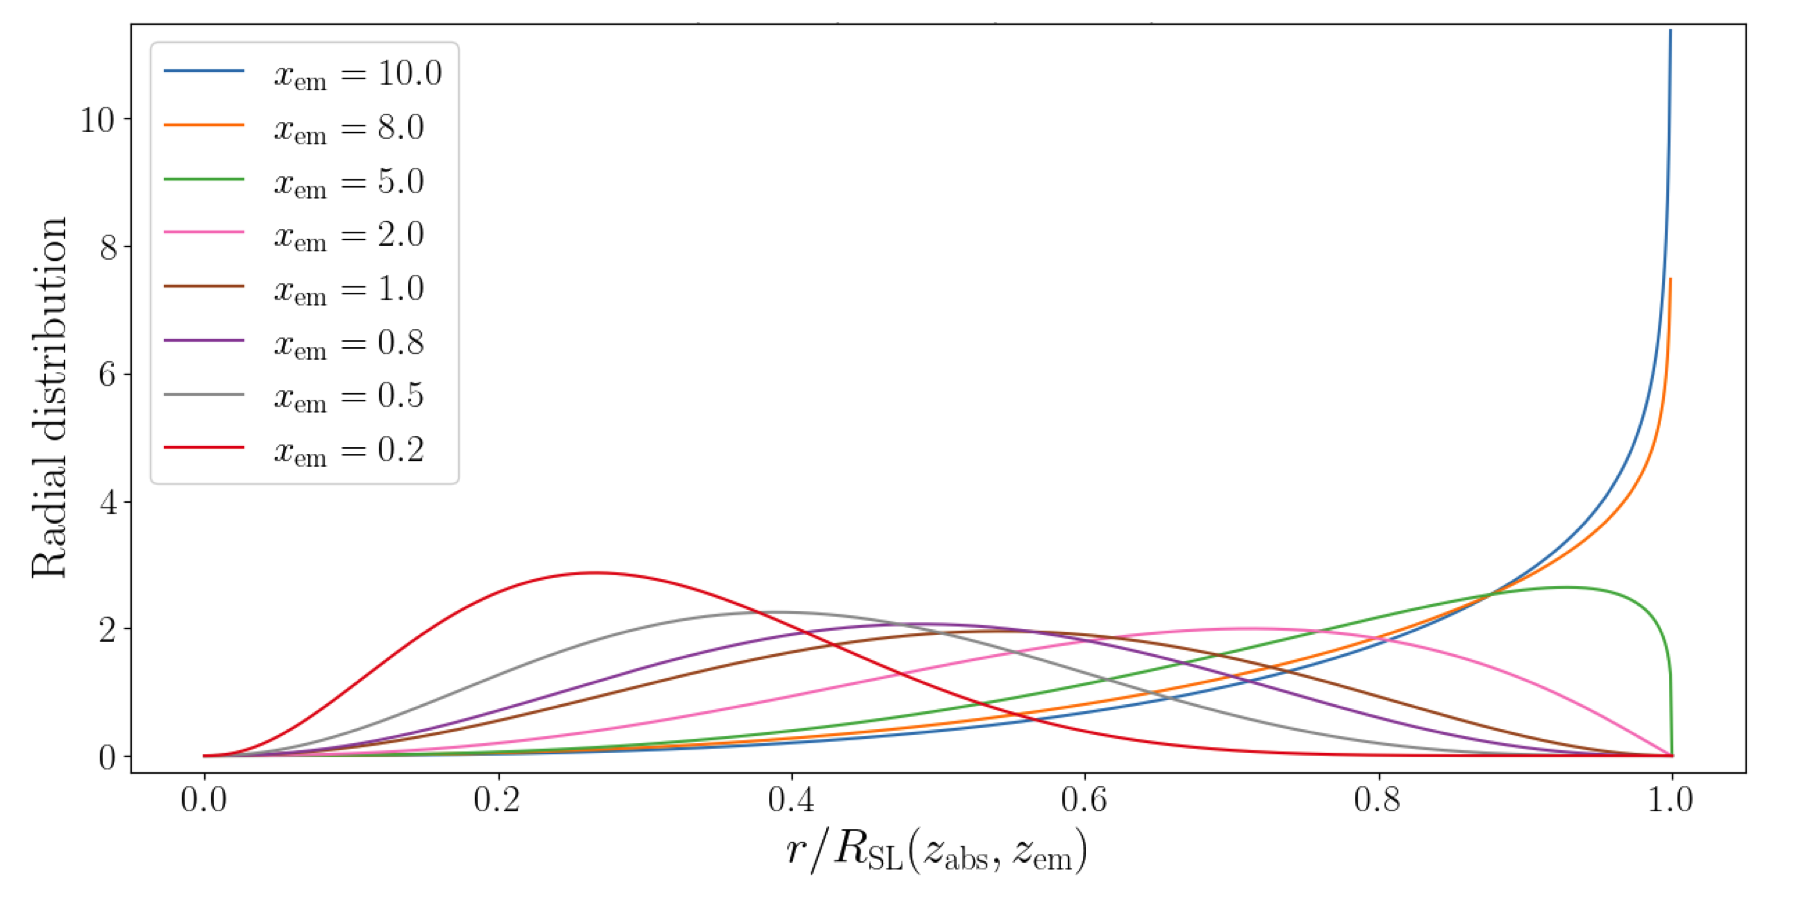 x_em = 10.0
x_em = 8.0
x_em = 5.0
x_em = 2.0
x_em = 1.0
x_em = 0.8
x_em = 0.5
x_em = 0.2
Radial distribution
10
8
6
4
2
0
0.0 0.2 0.4 0.6 0.8 1.0
r/R_SL(z_abs, z_em)